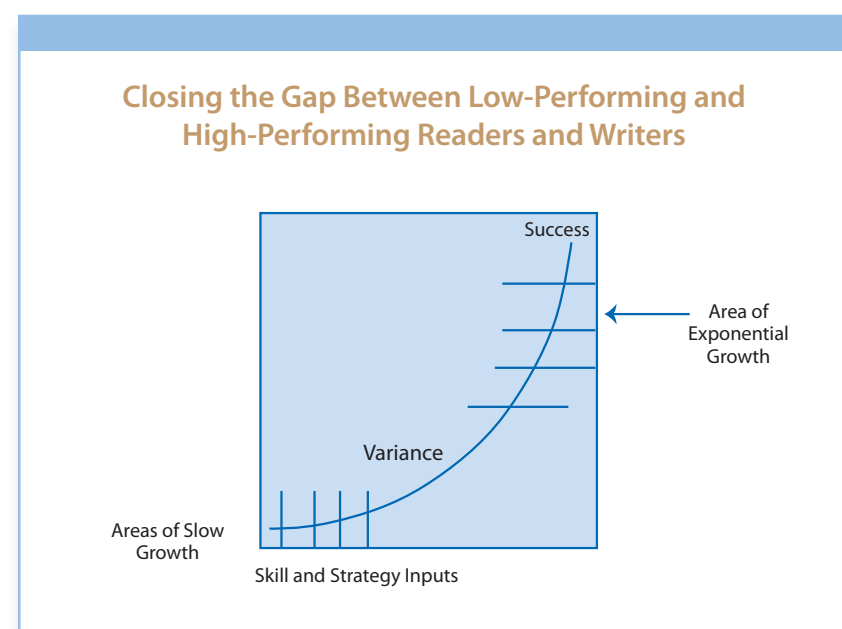 Closing the Gap Between Low-Performing and
High-Performing Readers and Writers
Success
Area of
Exponential
Growth
Variance
Areas of Slow
Growth
Skill and Strategy Inputs